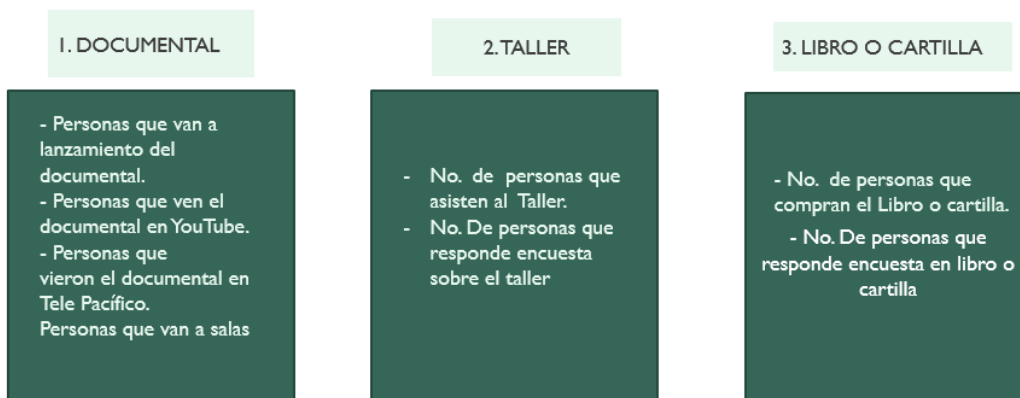 1. DOCUMENTAL
- Personas que van a
lanzamiento del
documental.
- Personas que ven el
documental en YouTube.
- Personas que
vieron el documental en
Tele Pacífico.
Personas que van a salas
2. TALLER
- No. de personas que
asisten al Taller.
- No. De personas que
responde encuesta
sobre el taller
3. LIBRO O CARTILLA
- No. de personas que
compran el Libro o cartilla.
- No. De personas que
responde encuesta en libro o
cartilla